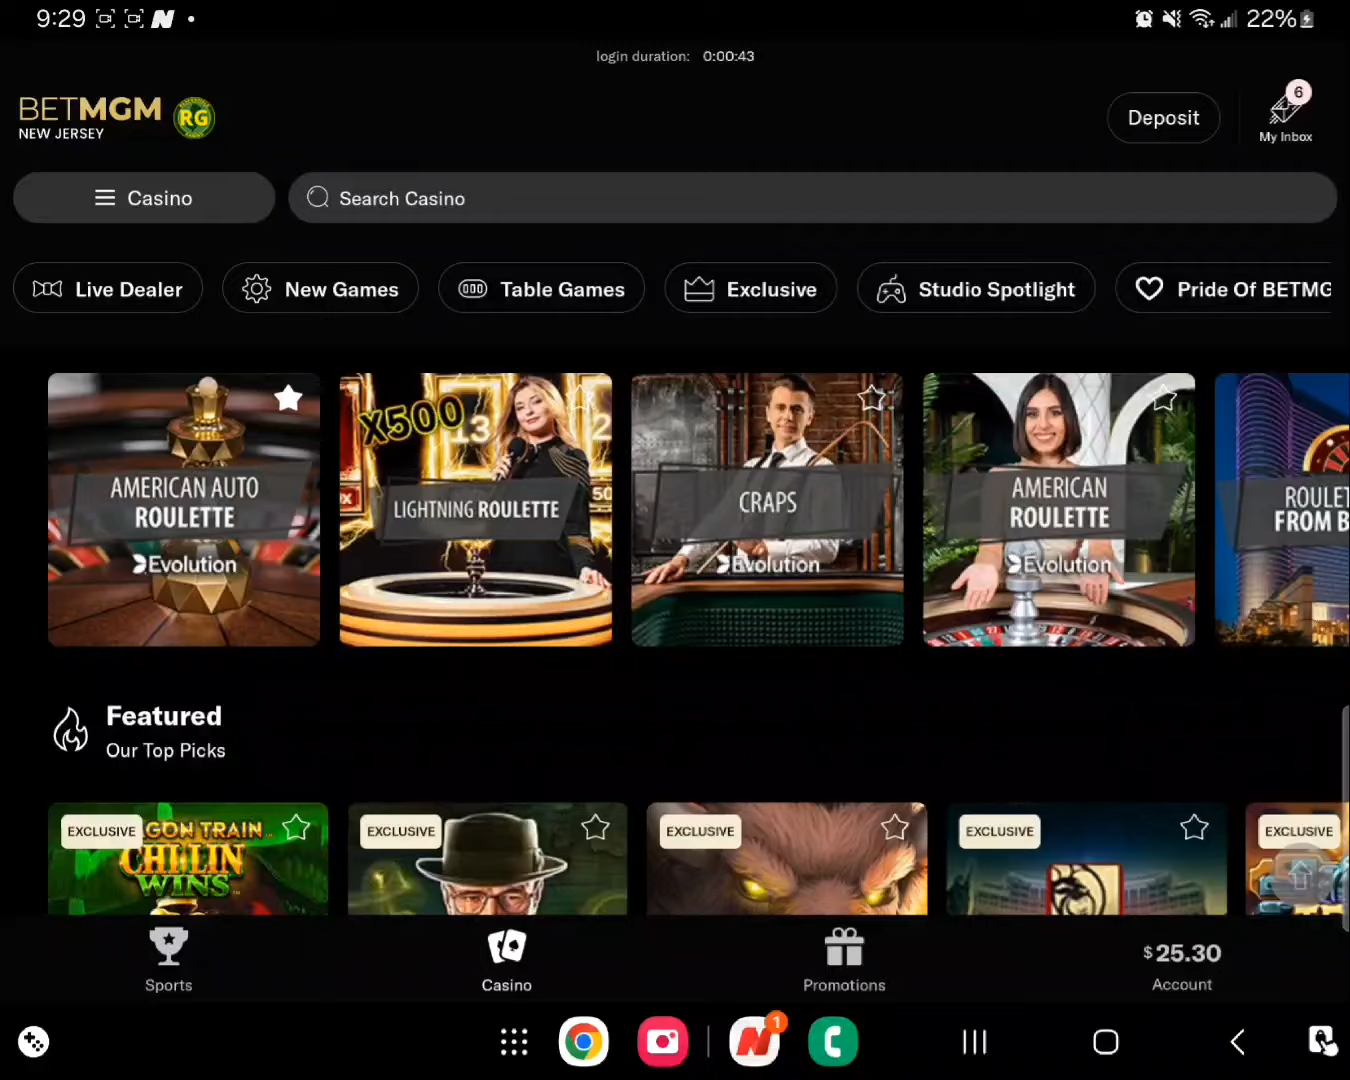 9:29
22%
login duration: 0:00:43
BETMGM
NEW JERSEY
RG
Deposit
6
My Inbox
Casino
Search Casino
Live Dealer
New Games
Table Games
Exclusive
Studio Spotlight
Pride Of BETMG
AMERICAN AUTO
ROULETTE
Evolution
X500
13
LIGHTNING ROULETTE
CRAPS
Evolution
AMERICAN
ROULETTE
Evolution
ROULET
FROM B
Featured
Our Top Picks
EXCLUSIVE
GON TRAIN
CHILLIN
WINS
EXCLUSIVE
EXCLUSIVE
EXCLUSIVE
EXCLUSIVE
Sports
Casino
Promotions
$25.30
Account
1